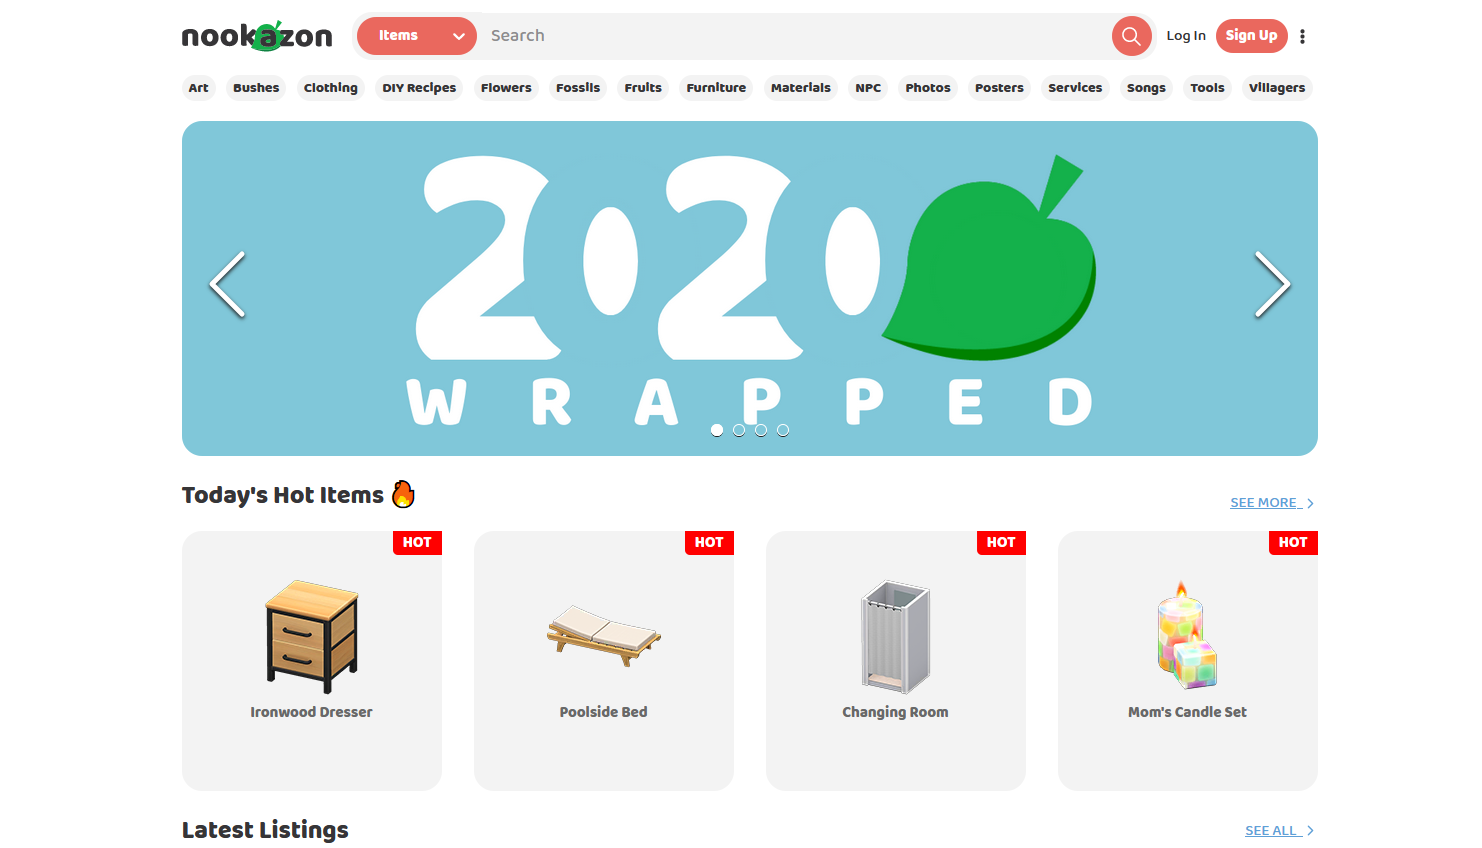 nookazon
Items
Search
Log In
Sign Up
Art
Bushes
Clothing
DIY Recipes
Flowers
Fossils
Fruits
Furniture
Materials
NPC
Photos
Posters
Services
Songs
Tools
Villagers
2020
WRAPPED
Today's Hot Items
SEE MORE
HOT
HOT
HOT
HOT
Ironwood Dresser
Poolside Bed
Changing Room
Mom's Candle Set
Latest Listings
SEE ALL